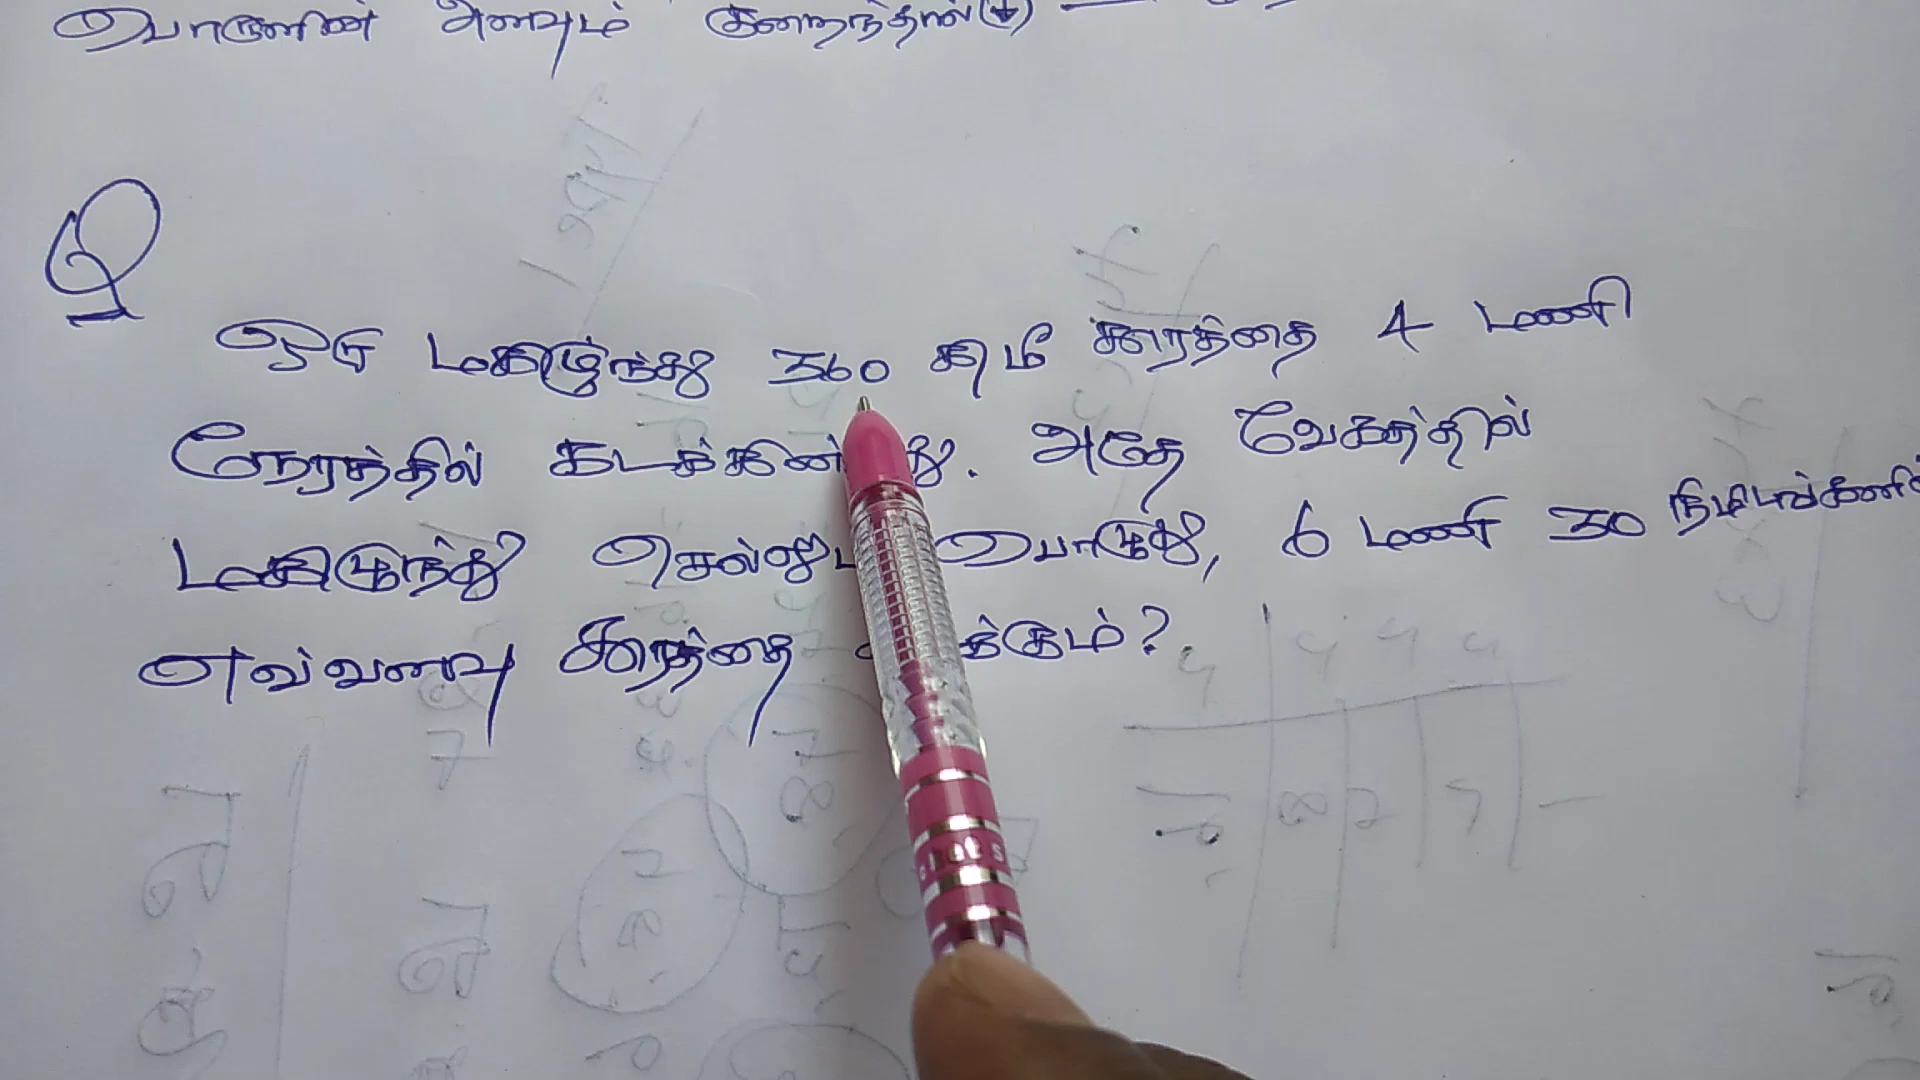 பொருளின் அளவும் குறைந்தால் (↓)
Q
ஒரு மகிழுந்து 360 கி மீ தூரத்தை 4 மணி
நேரத்தில் கடக்கின்றது. அதே வேகத்தில்
மகிழுந்து செல்லும் பொழுது, 6 மணி 30 நிமிடங்களில்
எவ்வளவு தூரத்தை கடக்கும்?